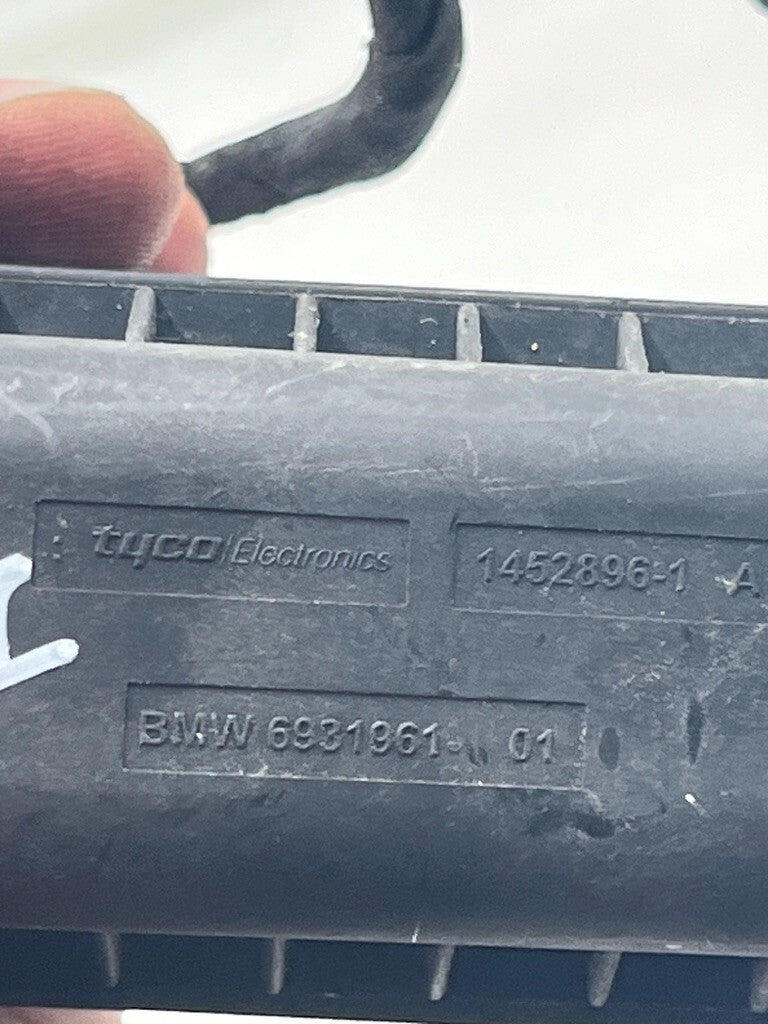 tyco/Electronics 1452896-1 A
BMW 6931961- 01